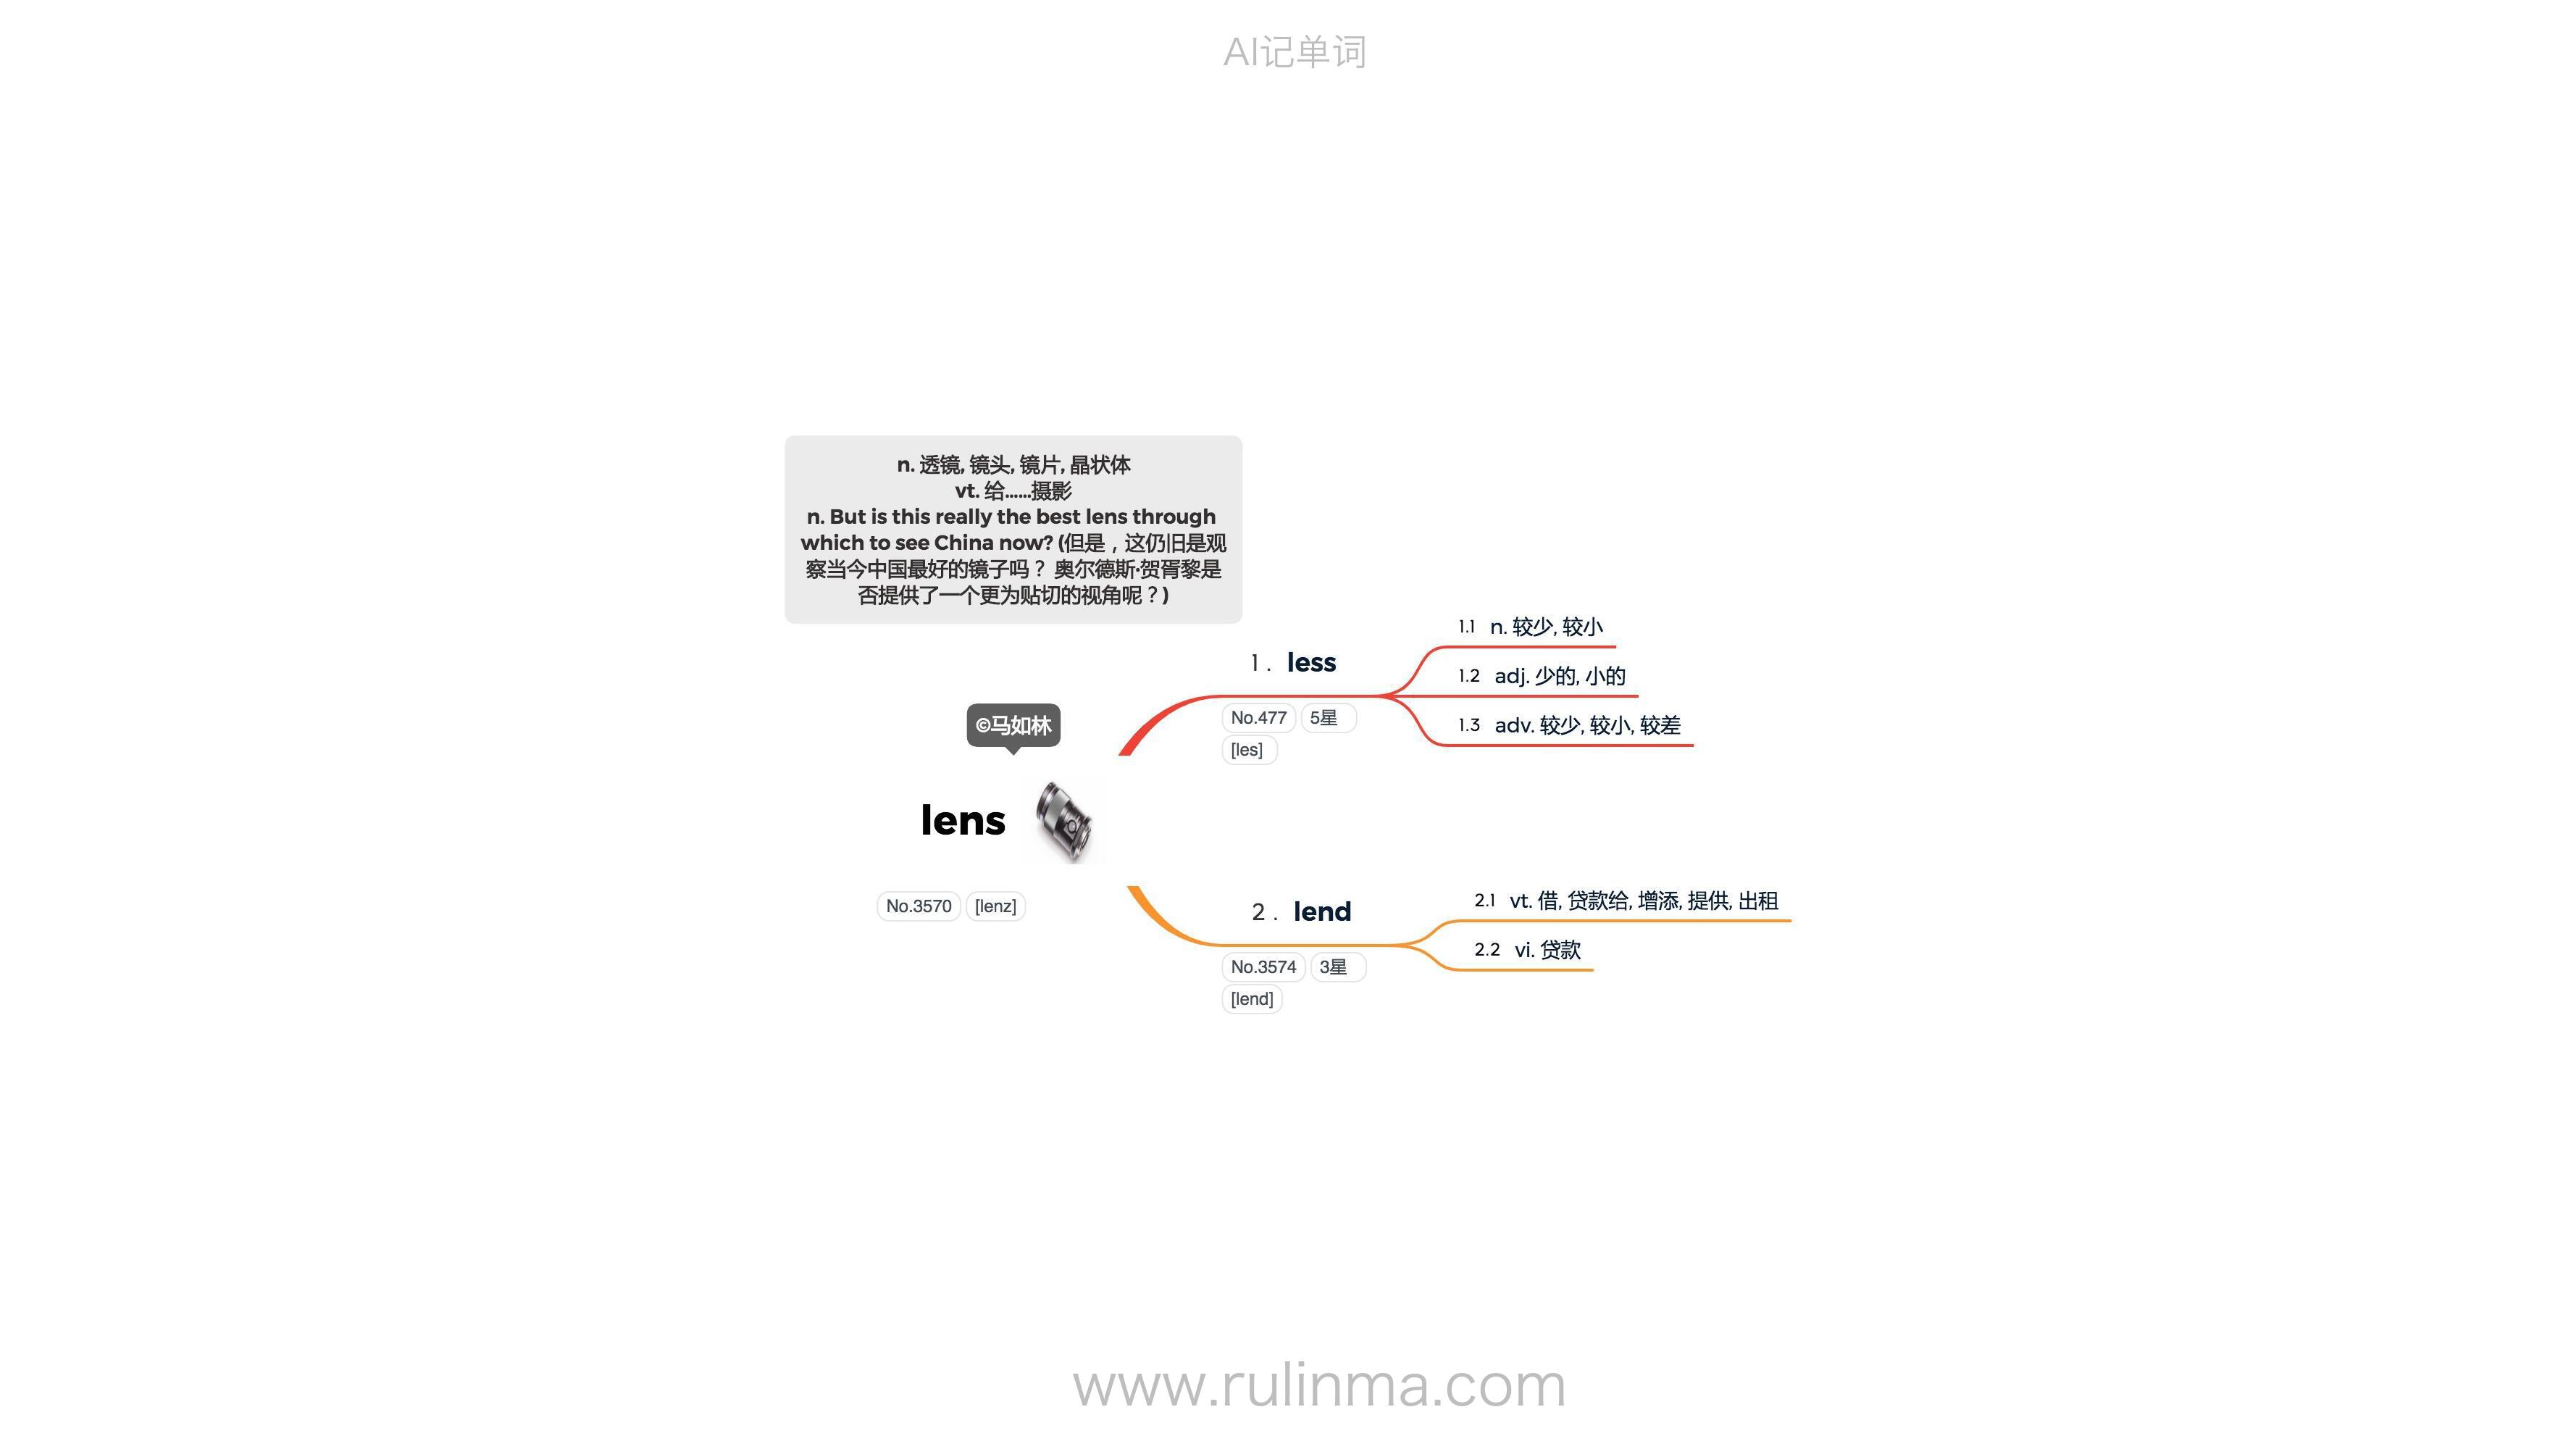 AI记单词
n. 透镜, 镜头, 镜片, 晶状体
vt. 给……摄影
n. But is this really the best lens through
which to see China now? (但是，这仍旧是观
察当今中国最好的镜子吗？ 奥尔德斯·贺胥黎是
否提供了一个更为贴切的视角呢？)
©马如林
lens
No.3570 [lenz]
1. less
No.477 5星
[les]
1.1 n. 较少, 较小
1.2 adj. 少的, 小的
1.3 adv. 较少, 较小, 较差
2. lend
No.3574 3星
[lend]
2.1 vt. 借, 贷款给, 增添, 提供, 出租
2.2 vi. 贷款
www.rulinma.com